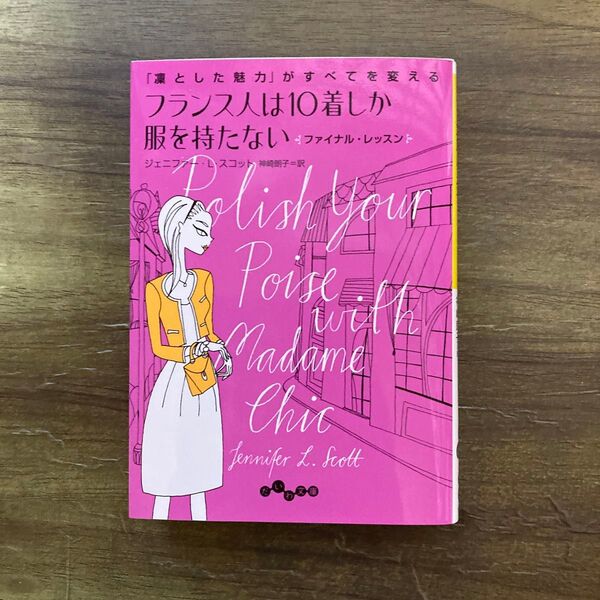 「凜とした魅力」がすべてを変える
フランス人は10着しか
服を持たない ファイナル・レッスン
ジェニファー・L・スコット 神崎朗子=訳
Polish Your
Poise
with
Madame
Chic
Jennifer L. Scott
だいわ文庫